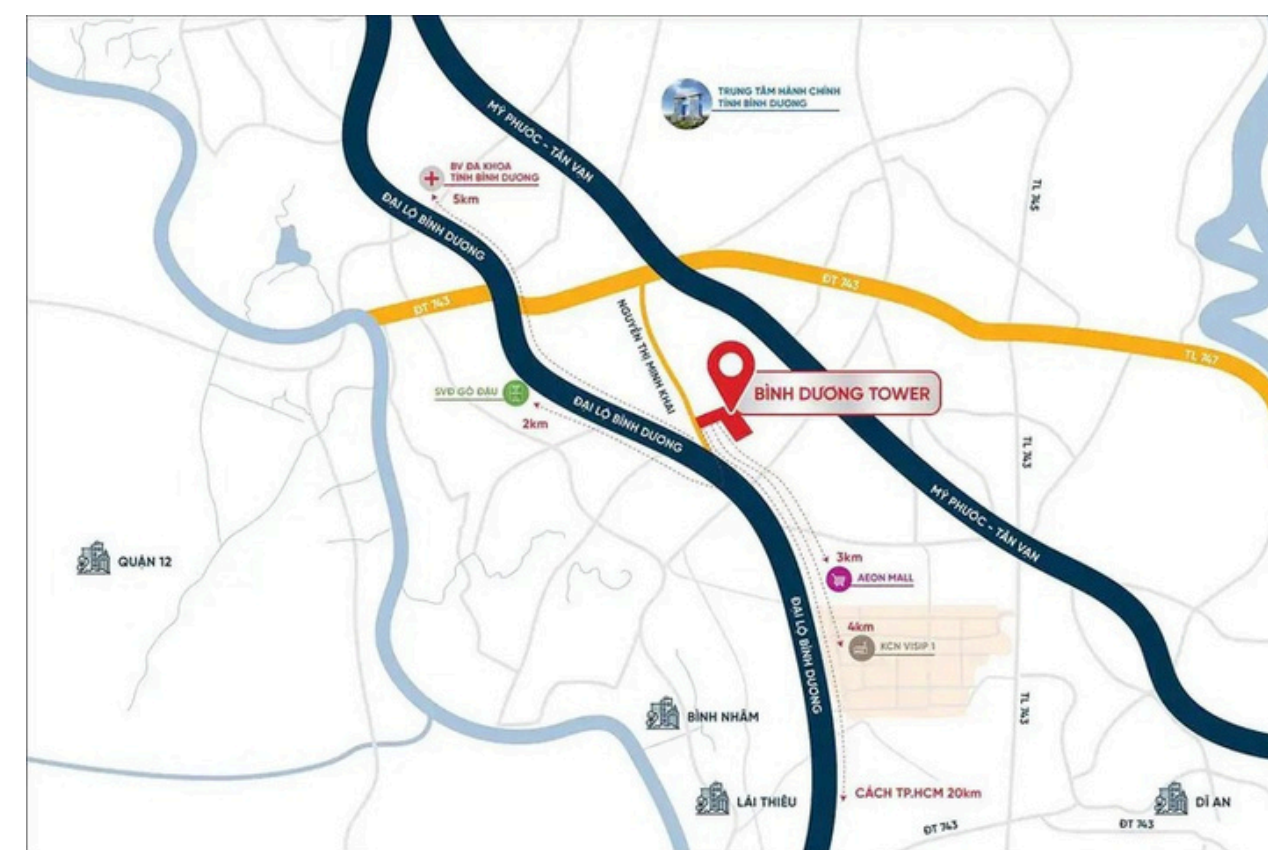 TRUNG TÂM HÀNH CHÍNH
TỈNH BÌNH DƯƠNG
MỸ PHƯỚC - TÂN VẠN
BV ĐA KHOA
TỈNH BÌNH DƯƠNG
5km
TL 745
ĐẠI LỘ BÌNH DƯƠNG
ĐT 743
ĐT 743
NGUYỄN THỊ MINH KHAI
TL 747
SVĐ GÒ ĐẬU
2km
ĐẠI LỘ BÌNH DƯƠNG
BÌNH DƯƠNG TOWER
TL 743
MỸ PHƯỚC - TÂN VẠN
QUẬN 12
3km
AEON MALL
ĐẠI LỘ BÌNH DƯƠNG
4km
KCN VISIP 1
TL 743
BÌNH NHÂM
LÁI THIÊU
CÁCH TP.HCM 20km
DĨ AN
ĐT 743
ĐT 743